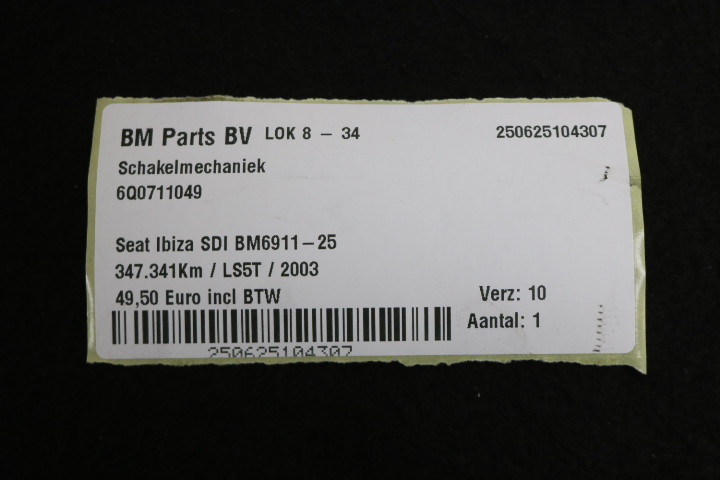 BM Parts BV LOK 8 – 34 250625104307
Schakelmechaniek
6Q0711049
Seat Ibiza SDI BM6911–25
347.341Km / LS5T / 2003
49,50 Euro incl BTW Verz: 10
Aantal: 1
250625104307